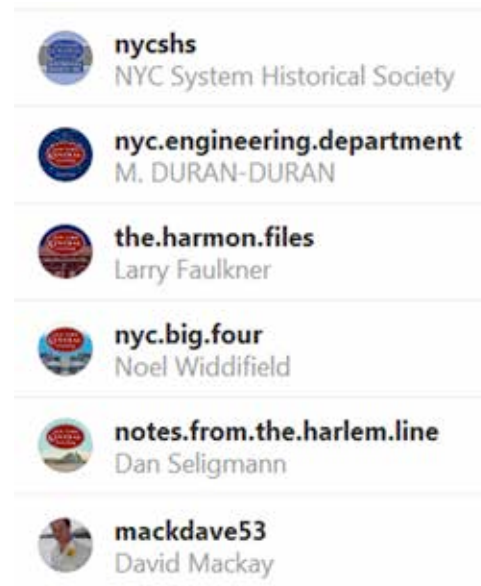 nycshs
NYC System Historical Society
nyc.engineering.department
M. DURAN-DURAN
the.harmon.files
Larry Faulkner
nyc.big.four
Noel Widdifield
notes.from.the.harlem.line
Dan Seligmann
mackdave53
David Mackay